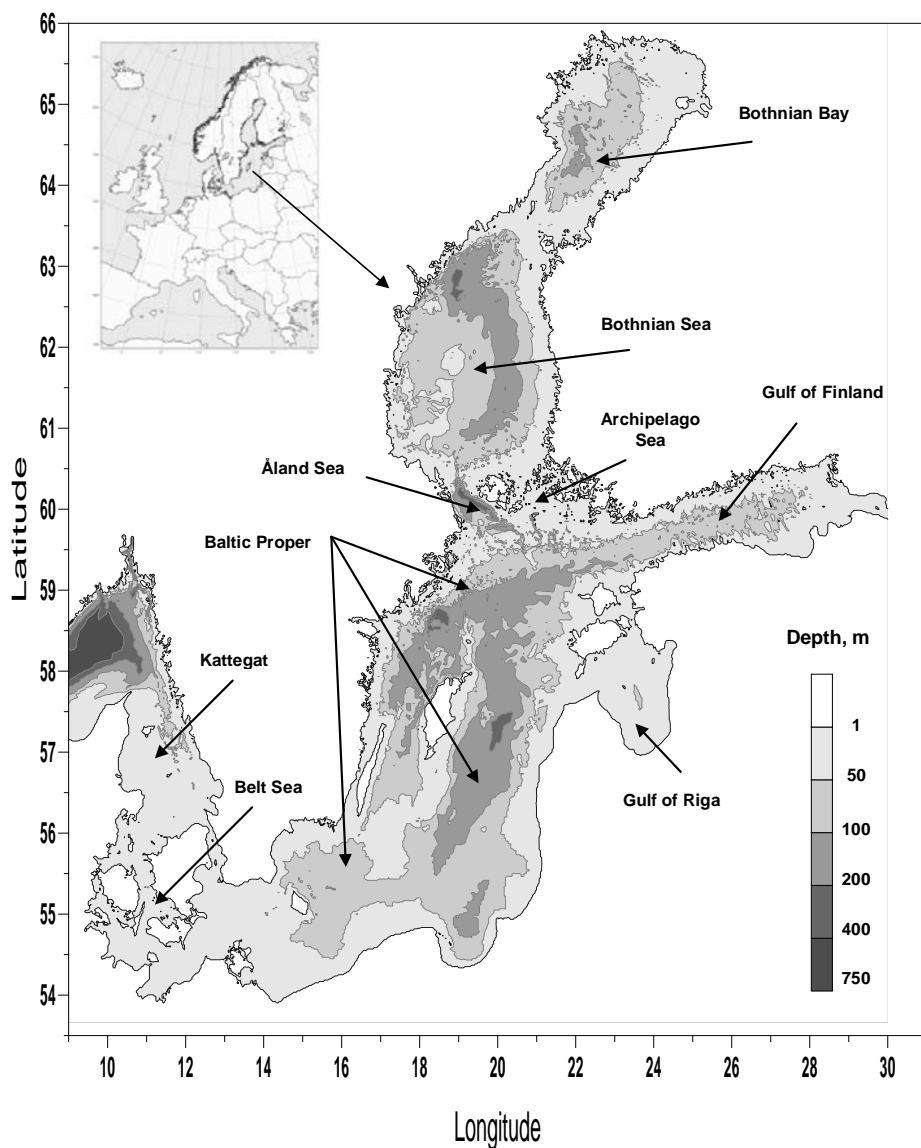 66
65
64
63
62
61
60
59
58
57
56
55
54
Latitude
Bothnian Bay
Bothnian Sea
Gulf of Finland
Archipelago
Sea
Åland Sea
Baltic Proper
Kattegat
Belt Sea
Gulf of Riga
Depth, m
1
50
100
200
400
750
10 12 14 16 18 20 22 24 26 28 30
Longitude